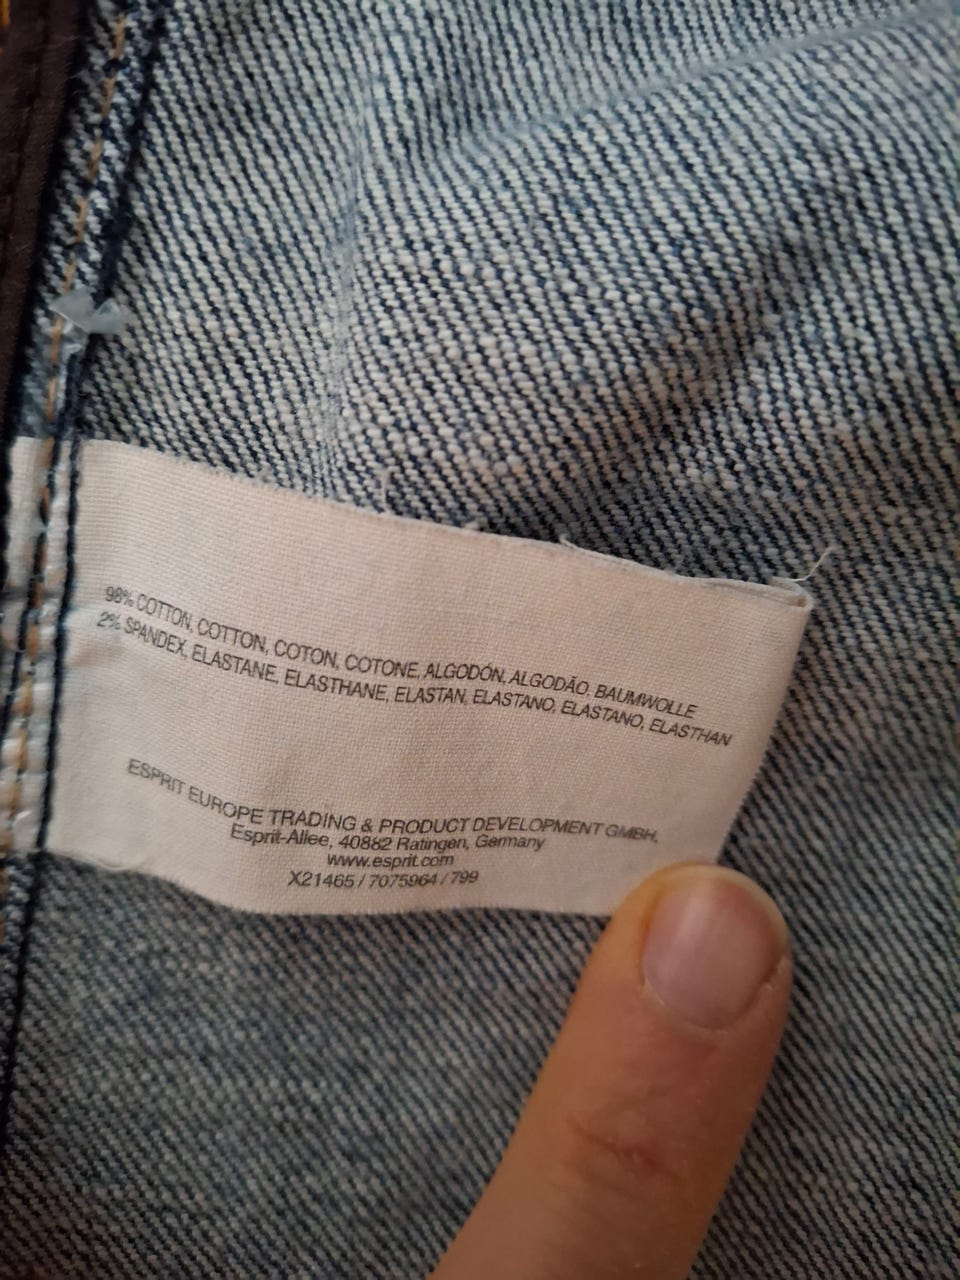 98% COTTON, COTTON, COTON, COTONE, ALGODÓN, ALGODÃO, BAUMWOLLE
2% SPANDEX, ELASTANE, ELASTHANE, ELASTAN, ELASTANO, ELASTANO, ELASTHAN
ESPRIT EUROPE TRADING & PRODUCT DEVELOPMENT GMBH,
Esprit-Allee, 40882 Ratingen, Germany
www.esprit.com
X21465 / 7075964 / 799